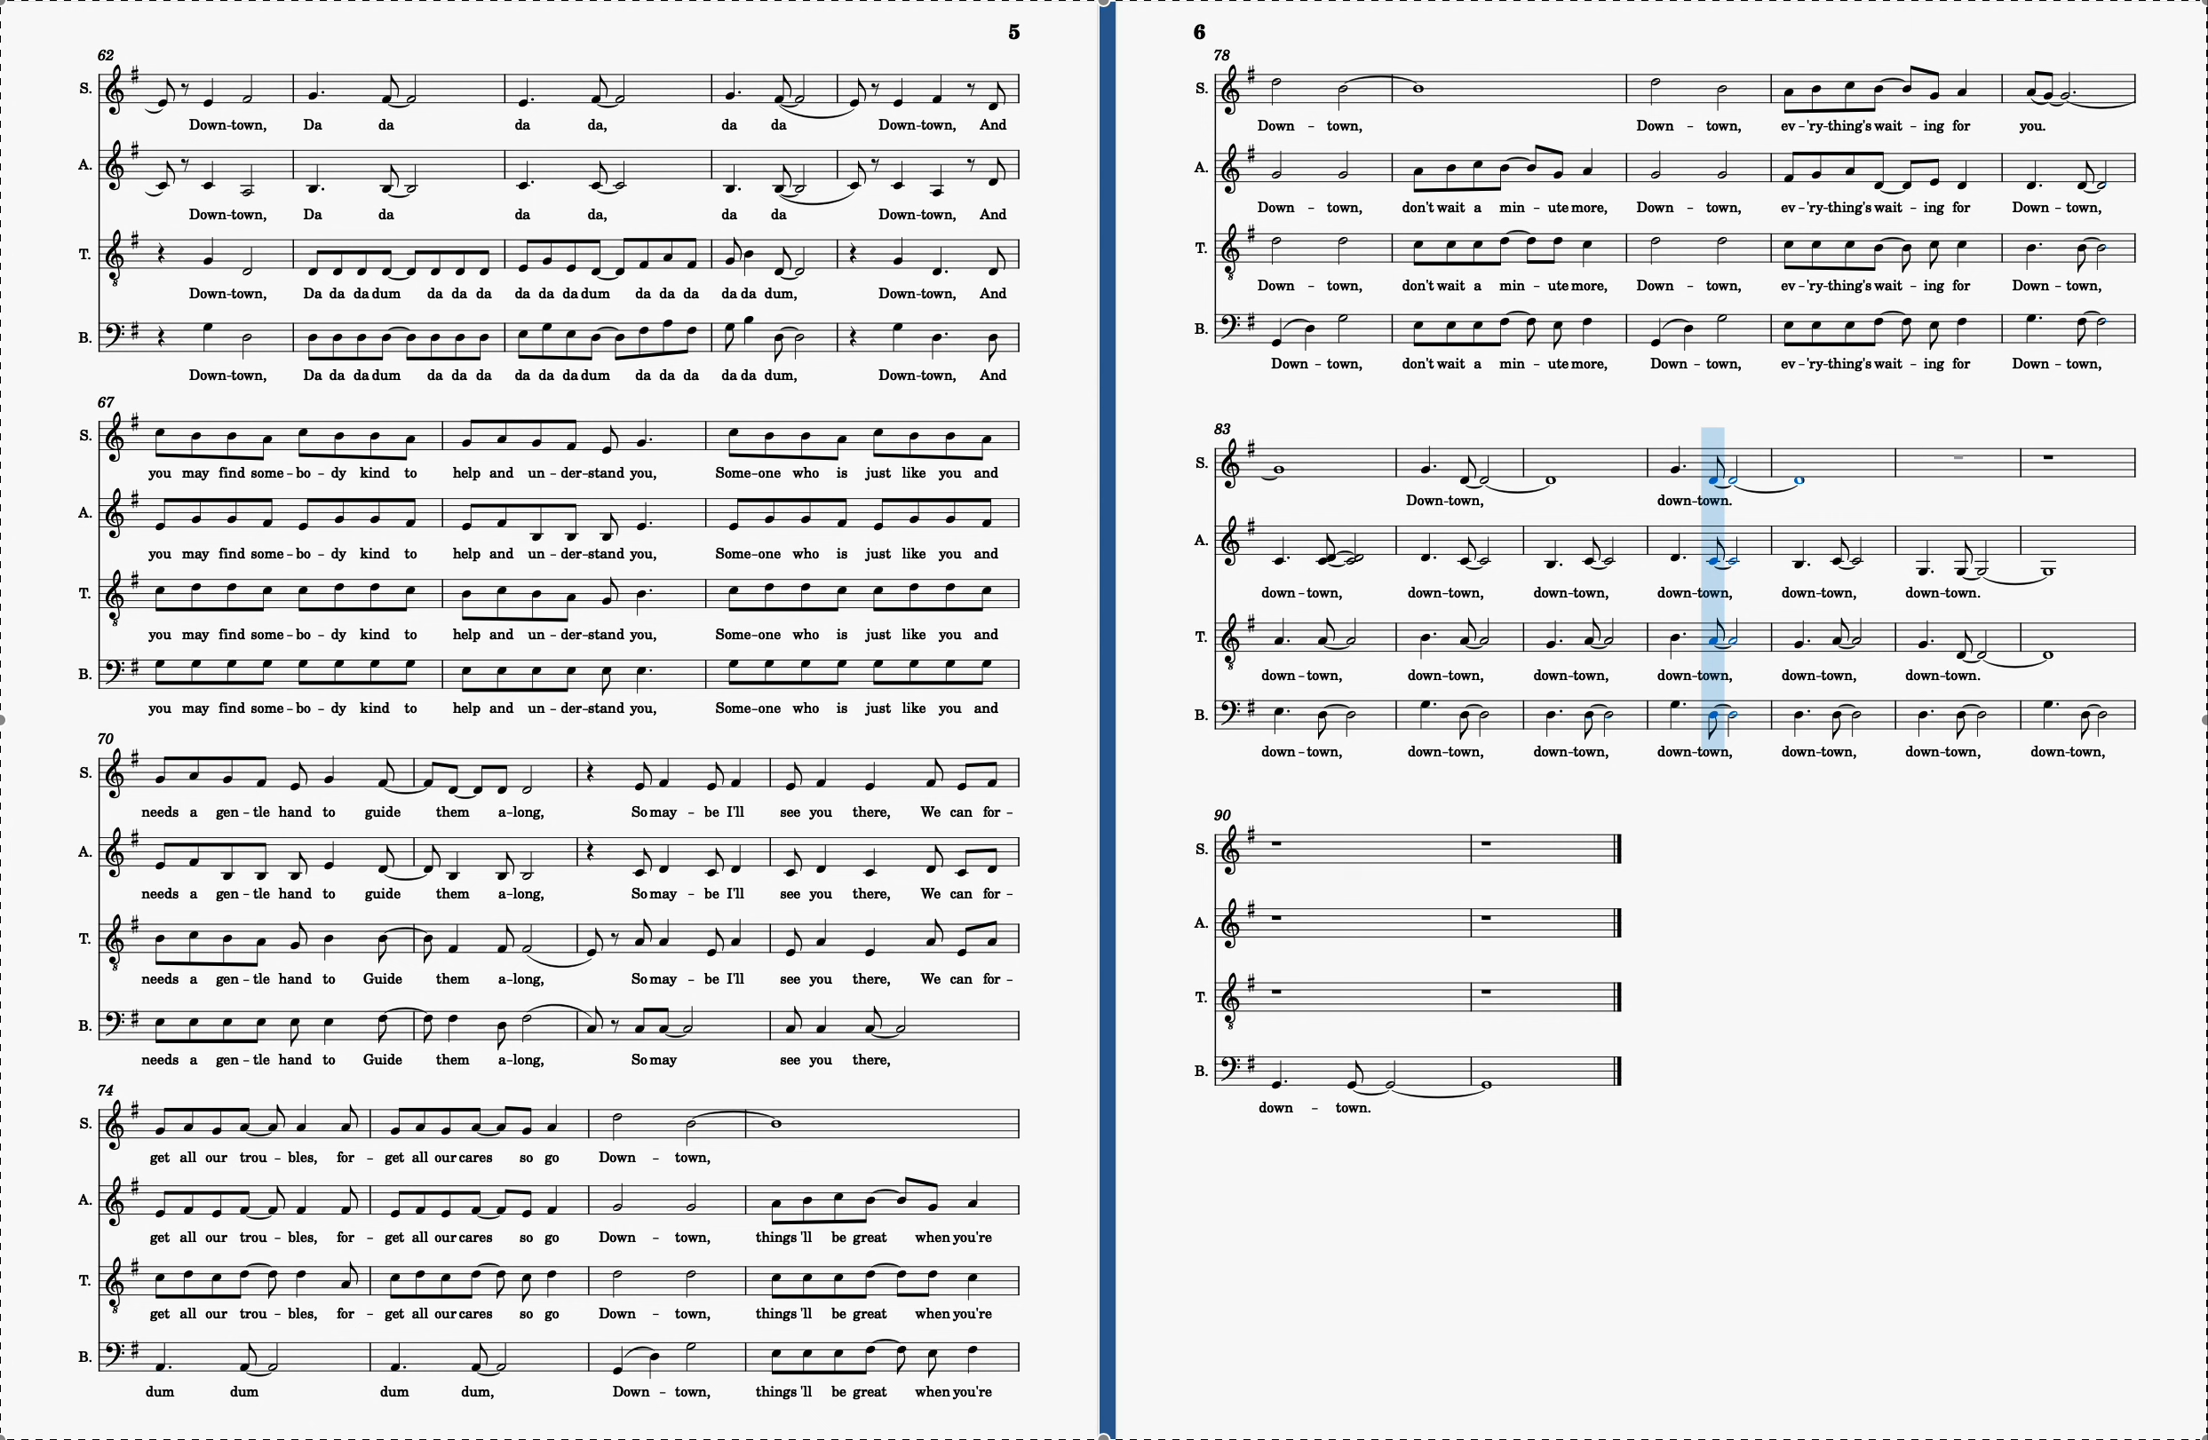 5
62
S.
Down-town, Da da da da, da da Down-town, And
A.
Down-town, Da da da da, da da Down-town, And
T.
Down-town, Da da da dum da da da da da da dum da da da da da dum, Down-town, And
B.
Down-town, Da da da dum da da da da da da dum da da da da da dum, Down-town, And
67
S.
you may find some-bo-dy kind to help and un-der-stand you, Some-one who is just like you and
A.
you may find some-bo-dy kind to help and un-der-stand you, Some-one who is just like you and
T.
you may find some-bo-dy kind to help and un-der-stand you, Some-one who is just like you and
B.
you may find some-bo-dy kind to help and un-der-stand you, Some-one who is just like you and
70
S.
needs a gen-tle hand to guide them a-long, So may-be I'll see you there, We can for-
A.
needs a gen-tle hand to guide them a-long, So may-be I'll see you there, We can for-
T.
needs a gen-tle hand to Guide them a-long, So may-be I'll see you there, We can for-
B.
needs a gen-tle hand to Guide them a-long, So may see you there,
74
S.
get all our trou-bles, for-get all our cares so go Down-town,
A.
get all our trou-bles, for-get all our cares so go Down-town, things 'll be great when you're
T.
get all our trou-bles, for-get all our cares so go Down-town, things 'll be great when you're
B.
dum dum dum dum, Down-town, things 'll be great when you're
6
78
S.
Down-town, Down-town, ev-'ry-thing's wait-ing for you.
A.
Down-town, don't wait a min-ute more, Down-town, ev-'ry-thing's wait-ing for Down-town,
T.
Down-town, don't wait a min-ute more, Down-town, ev-'ry-thing's wait-ing for Down-town,
B.
Down-town, don't wait a min-ute more, Down-town, ev-'ry-thing's wait-ing for Down-town,
83
S.
Down-town, down-town.
A.
down-town, down-town, down-town, down-town, down-town, down-town.
T.
down-town, down-town, down-town, down-town, down-town, down-town.
B.
down-town, down-town, down-town, down-town, down-town, down-town, down-town,
90
S.
A.
T.
B.
down-town.